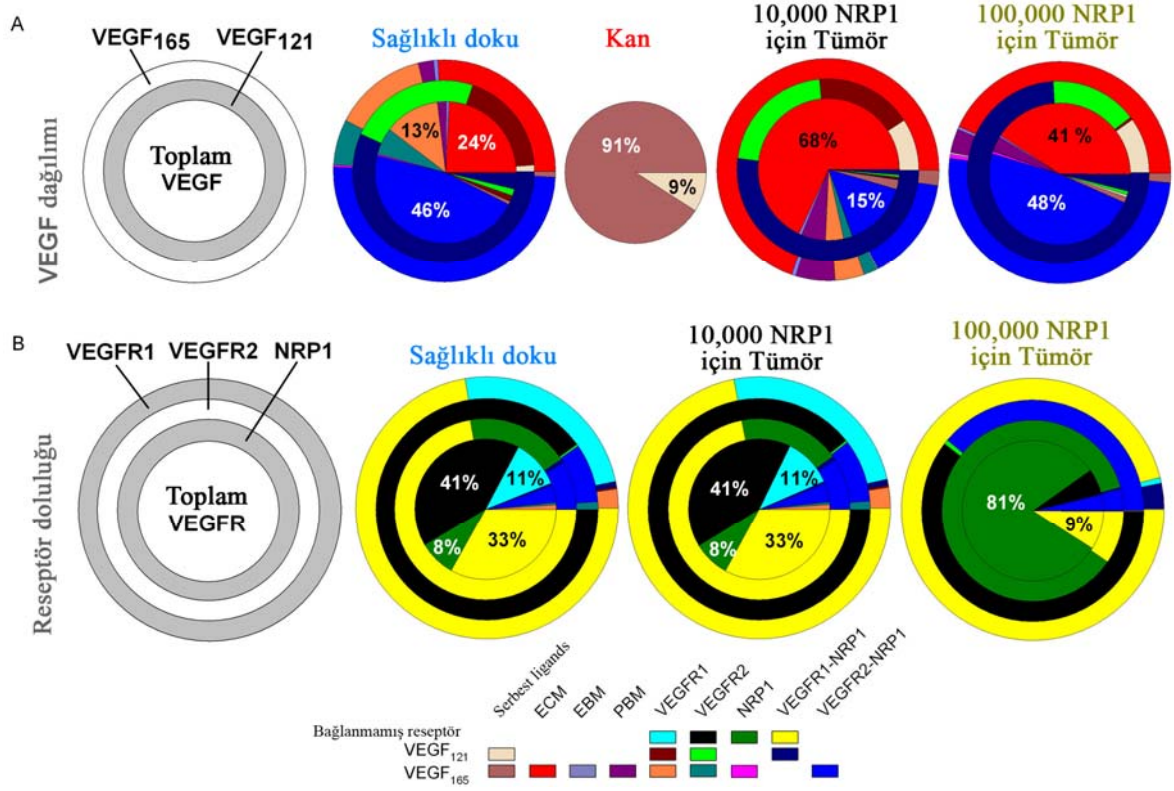 A
VEGF165
VEGF121
Toplam
VEGF
VEGF dağılımı
Sağlıklı doku
13%
24%
46%
Kan
91%
9%
10,000 NRP1
için Tümör
68%
15%
100,000 NRP1
için Tümör
41 %
48%
B
VEGFR1
VEGFR2
NRP1
Toplam
VEGFR
Reseptör doluluğu
Sağlıklı doku
41%
11%
8%
33%
10,000 NRP1
için Tümör
41%
11%
8%
33%
100,000 NRP1
için Tümör
81%
9%
Serbest ligands
ECM
EBM
PBM
VEGFR1
VEGFR2
NRP1
VEGFR1-NRP1
VEGFR2-NRP1
Bağlanmamış reseptör
VEGF121
VEGF165